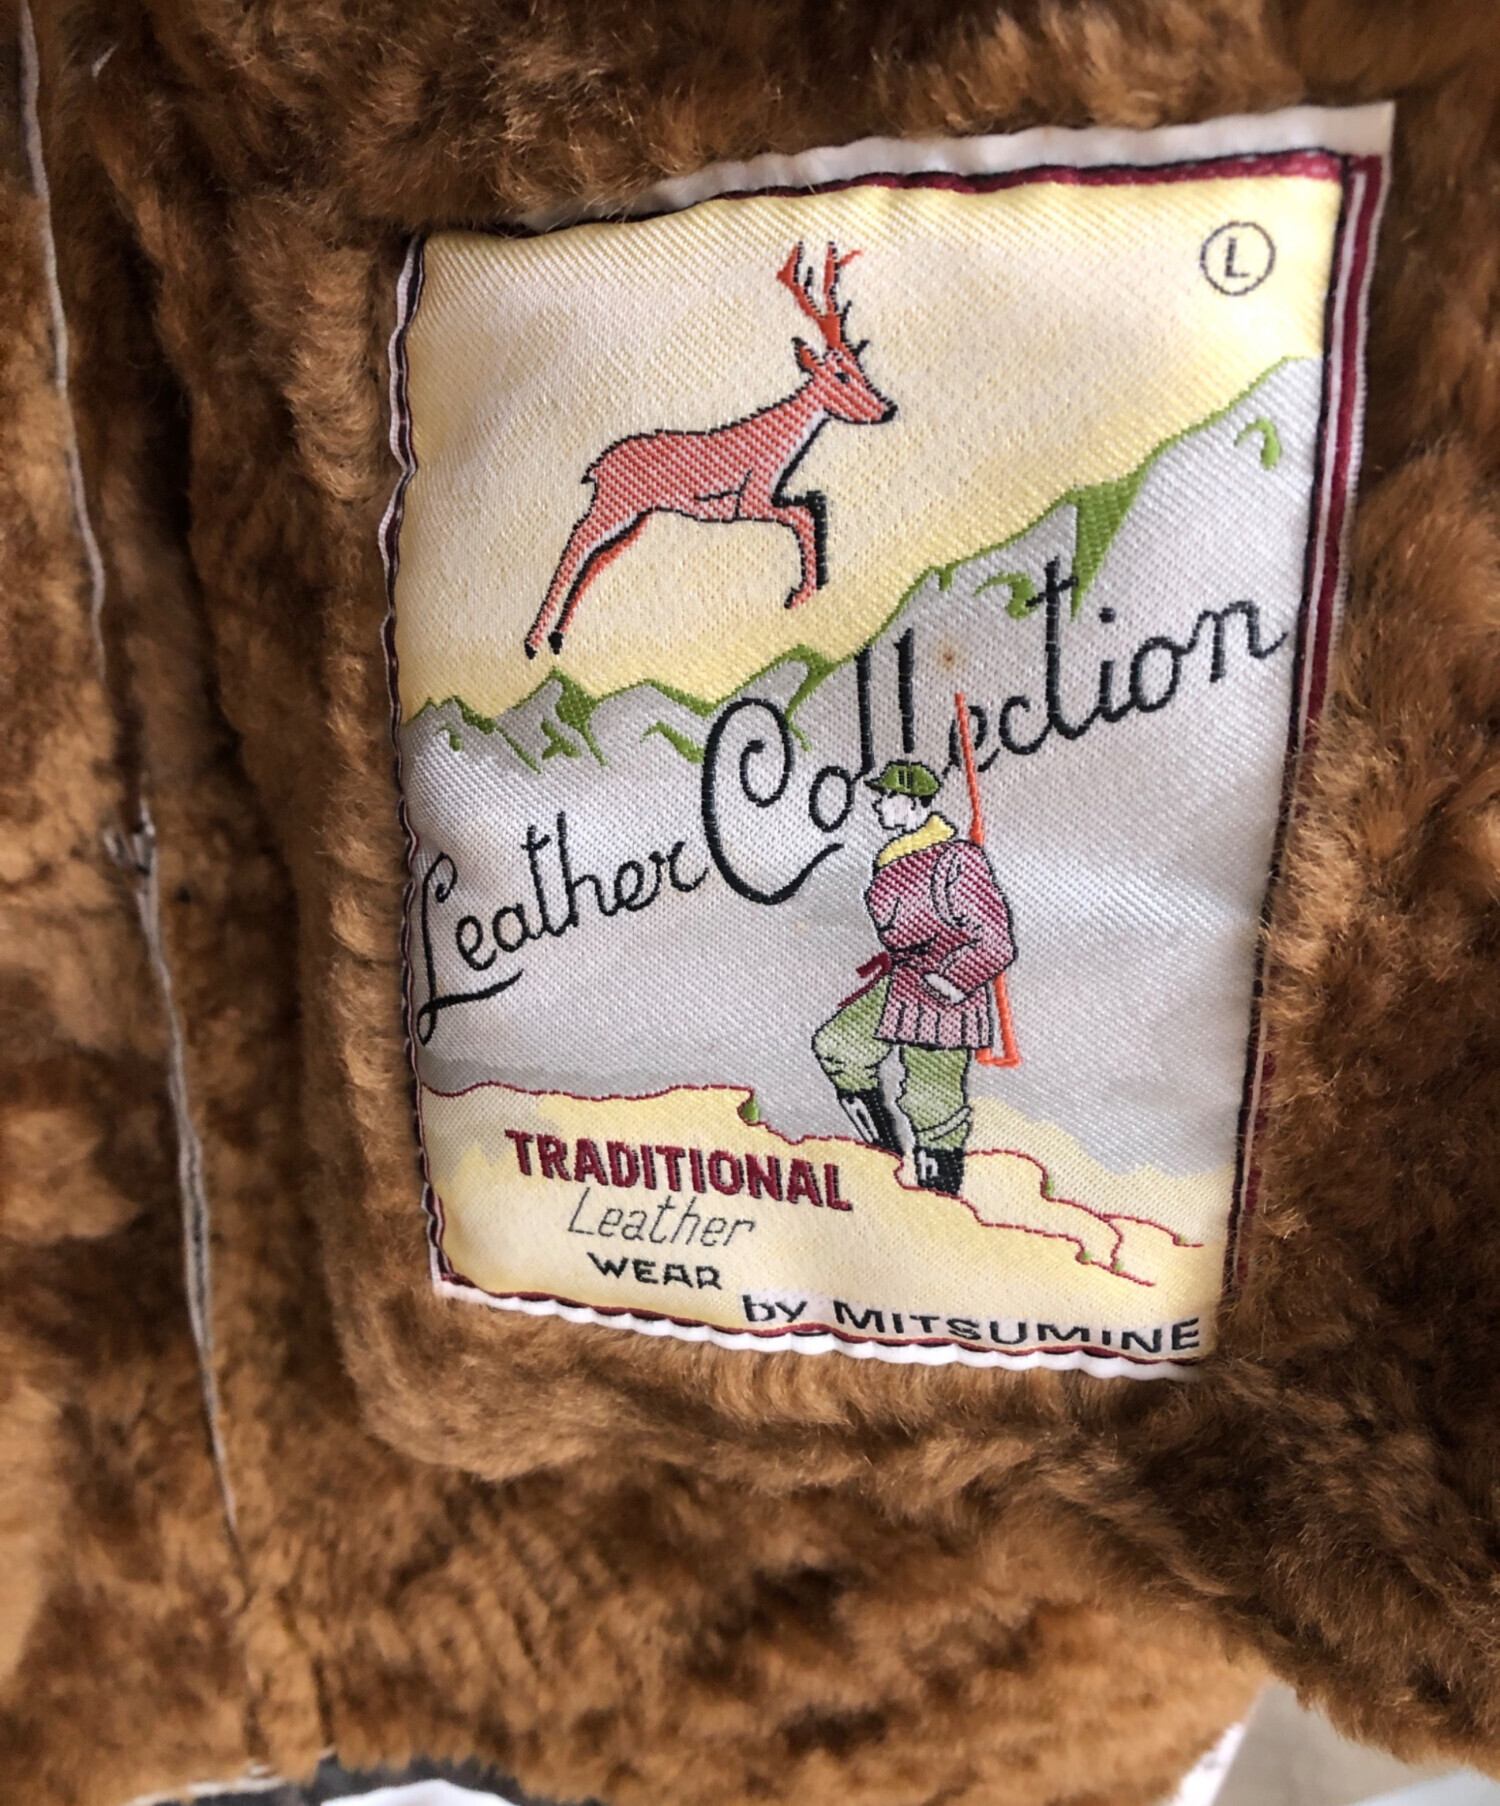 L
Leather Collection
TRADITIONAL
Leather
WEAR
by MITSUMINE